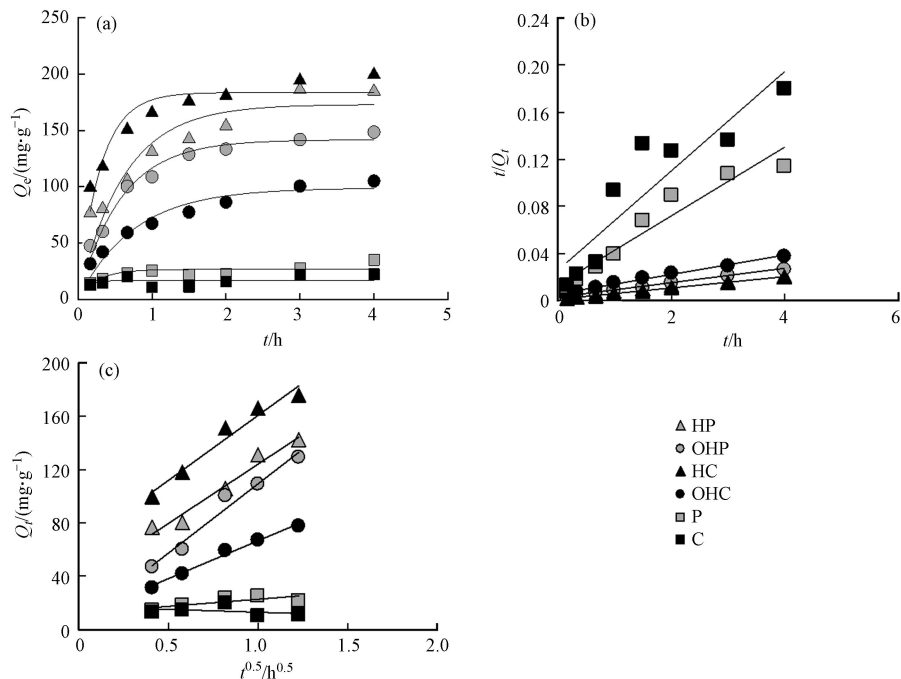 (a)
250
200
150
100
50
0
0
1
2
3
4
5
Qe/(mg·g⁻¹)
t/h
(b)
0.24
0.20
0.16
0.12
0.08
0.04
0
0
2
4
6
t/Qt
t/h
(c)
200
160
120
80
40
0
0
0.5
1.0
1.5
2.0
Qt/(mg·g⁻¹)
t⁰·⁵/h⁰·⁵
HP
OHP
HC
OHC
P
C